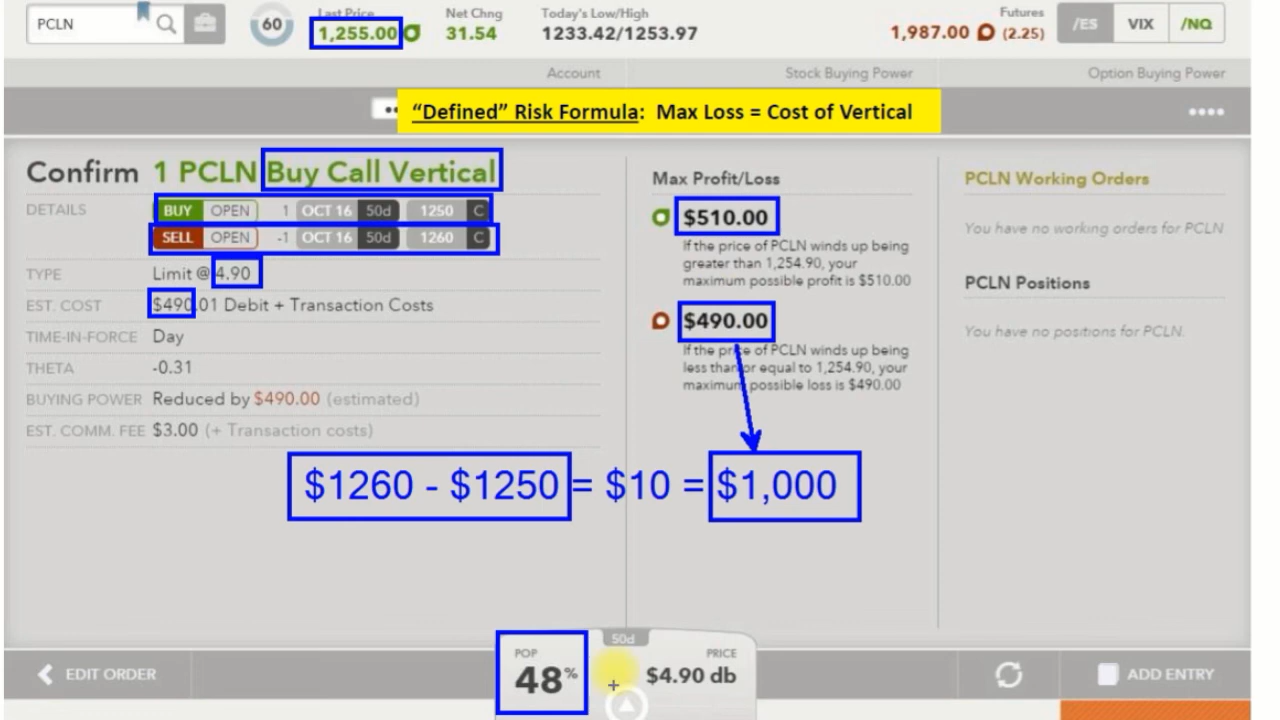 PCLN
60
Last Price
1,255.00
Net Chng
31.54
Today's Low/High
1233.42/1253.97
Futures
1,987.00 (2.25)
/ES VIX /NQ
Account Stock Buying Power Option Buying Power
“Defined” Risk Formula: Max Loss = Cost of Vertical
Confirm 1 PCLN Buy Call Vertical
DETAILS BUY OPEN 1 OCT 16 50d 1250 C
SELL OPEN -1 OCT 16 50d 1260 C
TYPE Limit @ 4.90
EST. COST $490.01 Debit + Transaction Costs
TIME-IN-FORCE Day
THETA -0.31
BUYING POWER Reduced by $490.00 (estimated)
EST. COMM. FEE $3.00 (+ Transaction costs)
Max Profit/Loss
$510.00
If the price of PCLN winds up being
greater than 1,254.90, your
maximum possible profit is $510.00
$490.00
If the price of PCLN winds up being
less than or equal to 1,254.90, your
maximum possible loss is $490.00
PCLN Working Orders
You have no working orders for PCLN
PCLN Positions
You have no positions for PCLN.
$1260 - $1250 = $10 = $1,000
EDIT ORDER
POP
48%
50d
PRICE
$4.90 db
ADD ENTRY